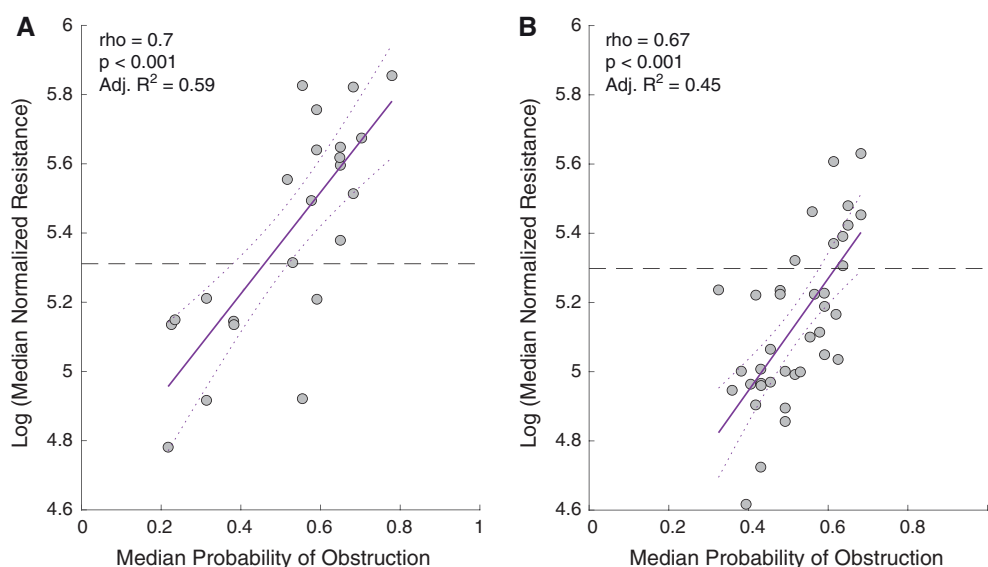 A
rho = 0.7
p < 0.001
Adj. R² = 0.59
Log (Median Normalized Resistance)
6
5.8
5.6
5.4
5.2
5
4.8
4.6
0 0.2 0.4 0.6 0.8 1
Median Probability of Obstruction
B
rho = 0.67
p < 0.001
Adj. R² = 0.45
Log (Median Normalized Resistance)
6
5.8
5.6
5.4
5.2
5
4.8
4.6
0 0.2 0.4 0.6 0.8
Median Probability of Obstruction